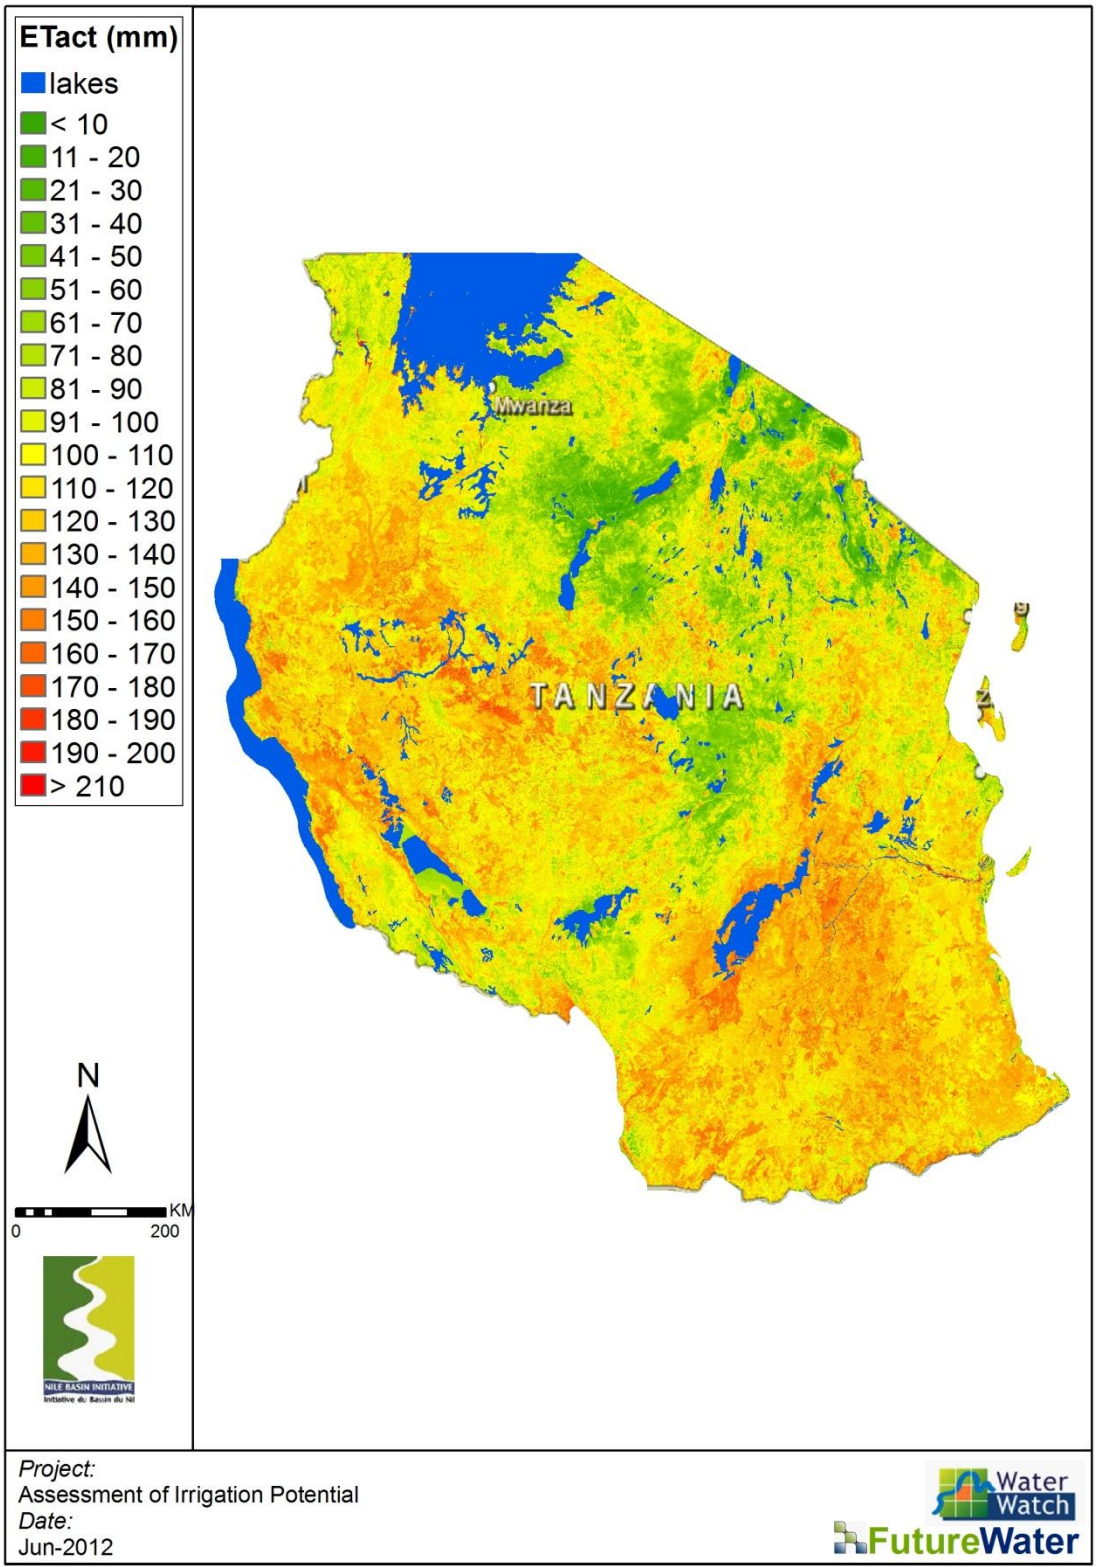 ETact (mm)
lakes
< 10
11 - 20
21 - 30
31 - 40
41 - 50
51 - 60
61 - 70
71 - 80
81 - 90
91 - 100
100 - 110
110 - 120
120 - 130
130 - 140
140 - 150
150 - 160
160 - 170
170 - 180
180 - 190
190 - 200
> 210
Mwanza
TANZANIA
Z
N
KM
0 200
NILE BASIN INITIATIVE
Initiative du Bassin du Nil
Project:
Assessment of Irrigation Potential
Date:
Jun-2012
Water
Watch
FutureWater